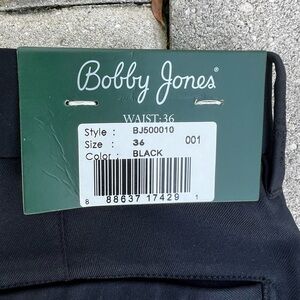 Bobby Jones®
WAIST: 36
Style : BJ500010
Size : 36 001
Color : BLACK
8 88637 17429 1